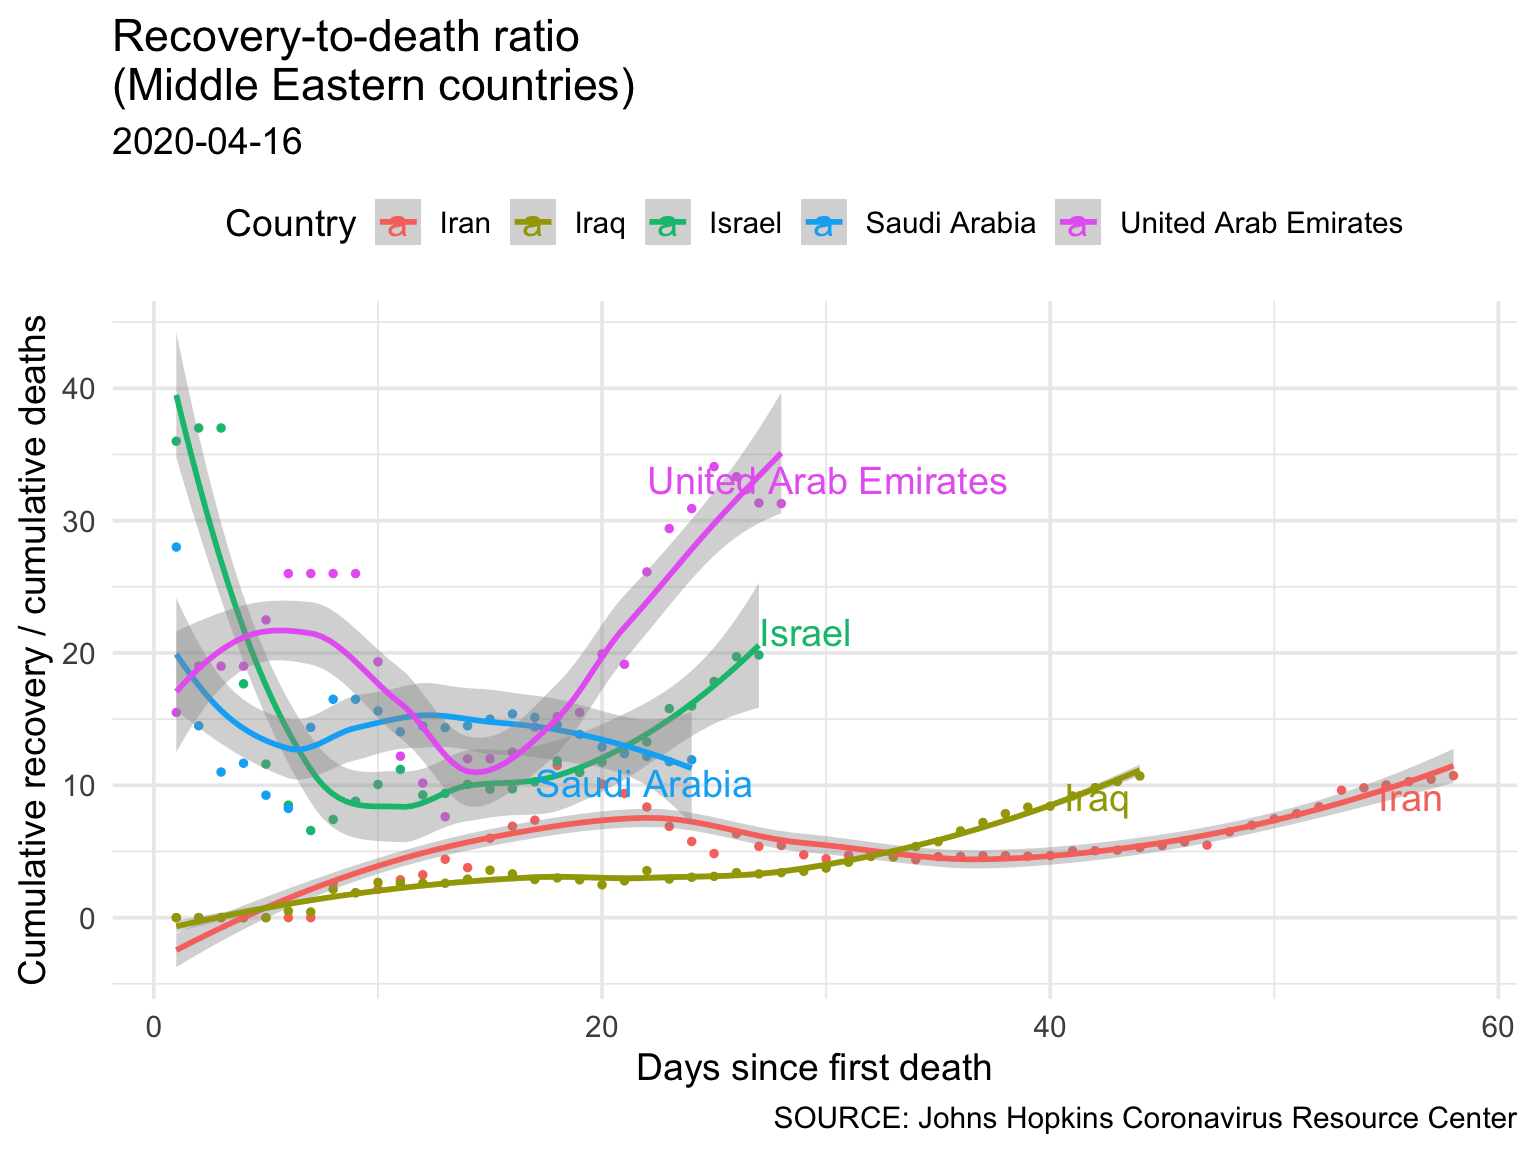 Recovery-to-death ratio
(Middle Eastern countries)
2020-04-16
Country a Iran a Iraq a Israel a Saudi Arabia a United Arab Emirates
Cumulative recovery / cumulative deaths
40
30
20
10
0
United Arab Emirates
Israel
Saudi Arabia
Iraq
Iran
0 20 40 60
Days since first death
SOURCE: Johns Hopkins Coronavirus Resource Center